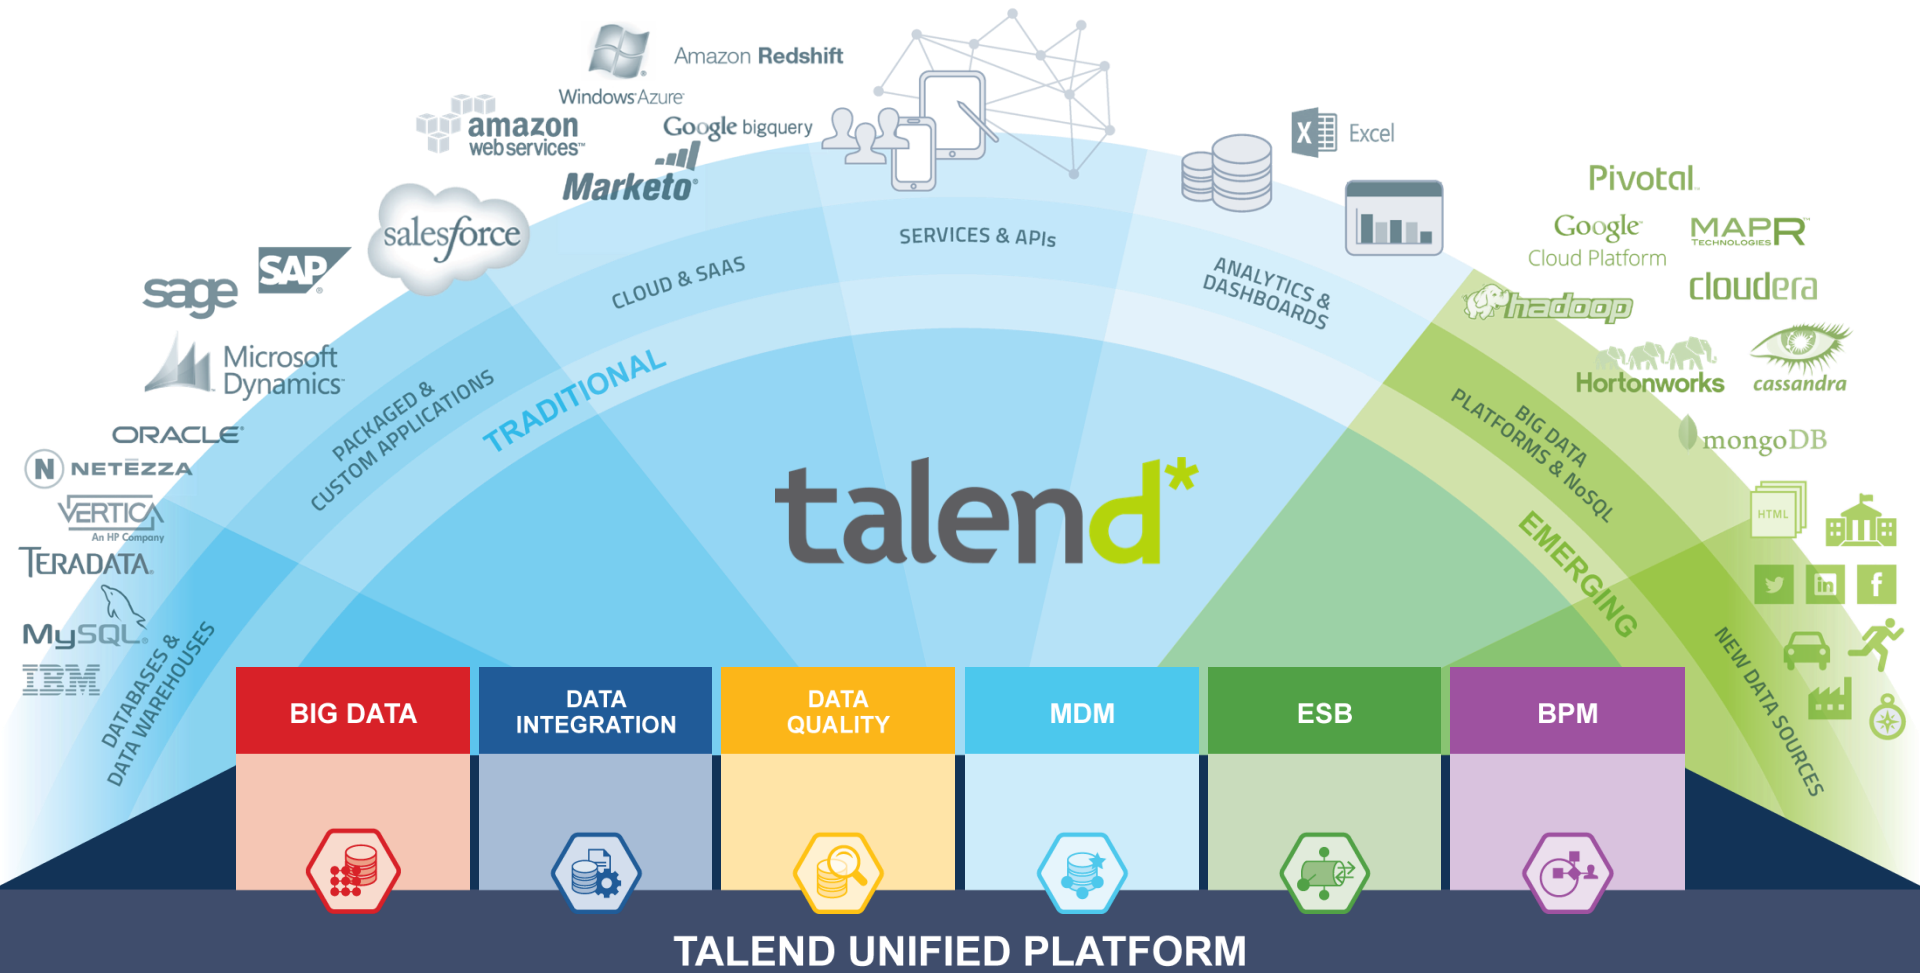 Amazon Redshift
Windows Azure
amazon
web services™
Google bigquery
Marketo
salesforce
SAP
sage
Microsoft
Dynamics
ORACLE
N NETEZZA
VERTICA
An HP Company
TERADATA
MySQL
IBM
X Excel
Pivotal
Google
Cloud Platform
MAPR
TECHNOLOGIES
hadoop
cloudera
Hortonworks
cassandra
mongoDB
HTML
in
f
DATABASES &
DATA WAREHOUSES
PACKAGED &
CUSTOM APPLICATIONS
CLOUD & SAAS
SERVICES & APIs
ANALYTICS &
DASHBOARDS
BIG DATA
PLATFORMS & NoSQL
NEW DATA SOURCES
TRADITIONAL
EMERGING
talend*
BIG DATA
DATA
INTEGRATION
DATA
QUALITY
MDM
ESB
BPM
TALEND UNIFIED PLATFORM